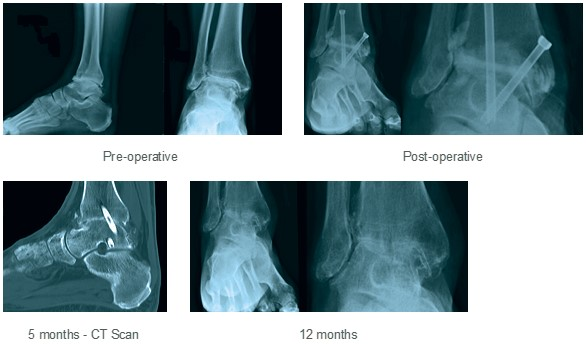 Pre-operative
Post-operative
5 months - CT Scan
12 months